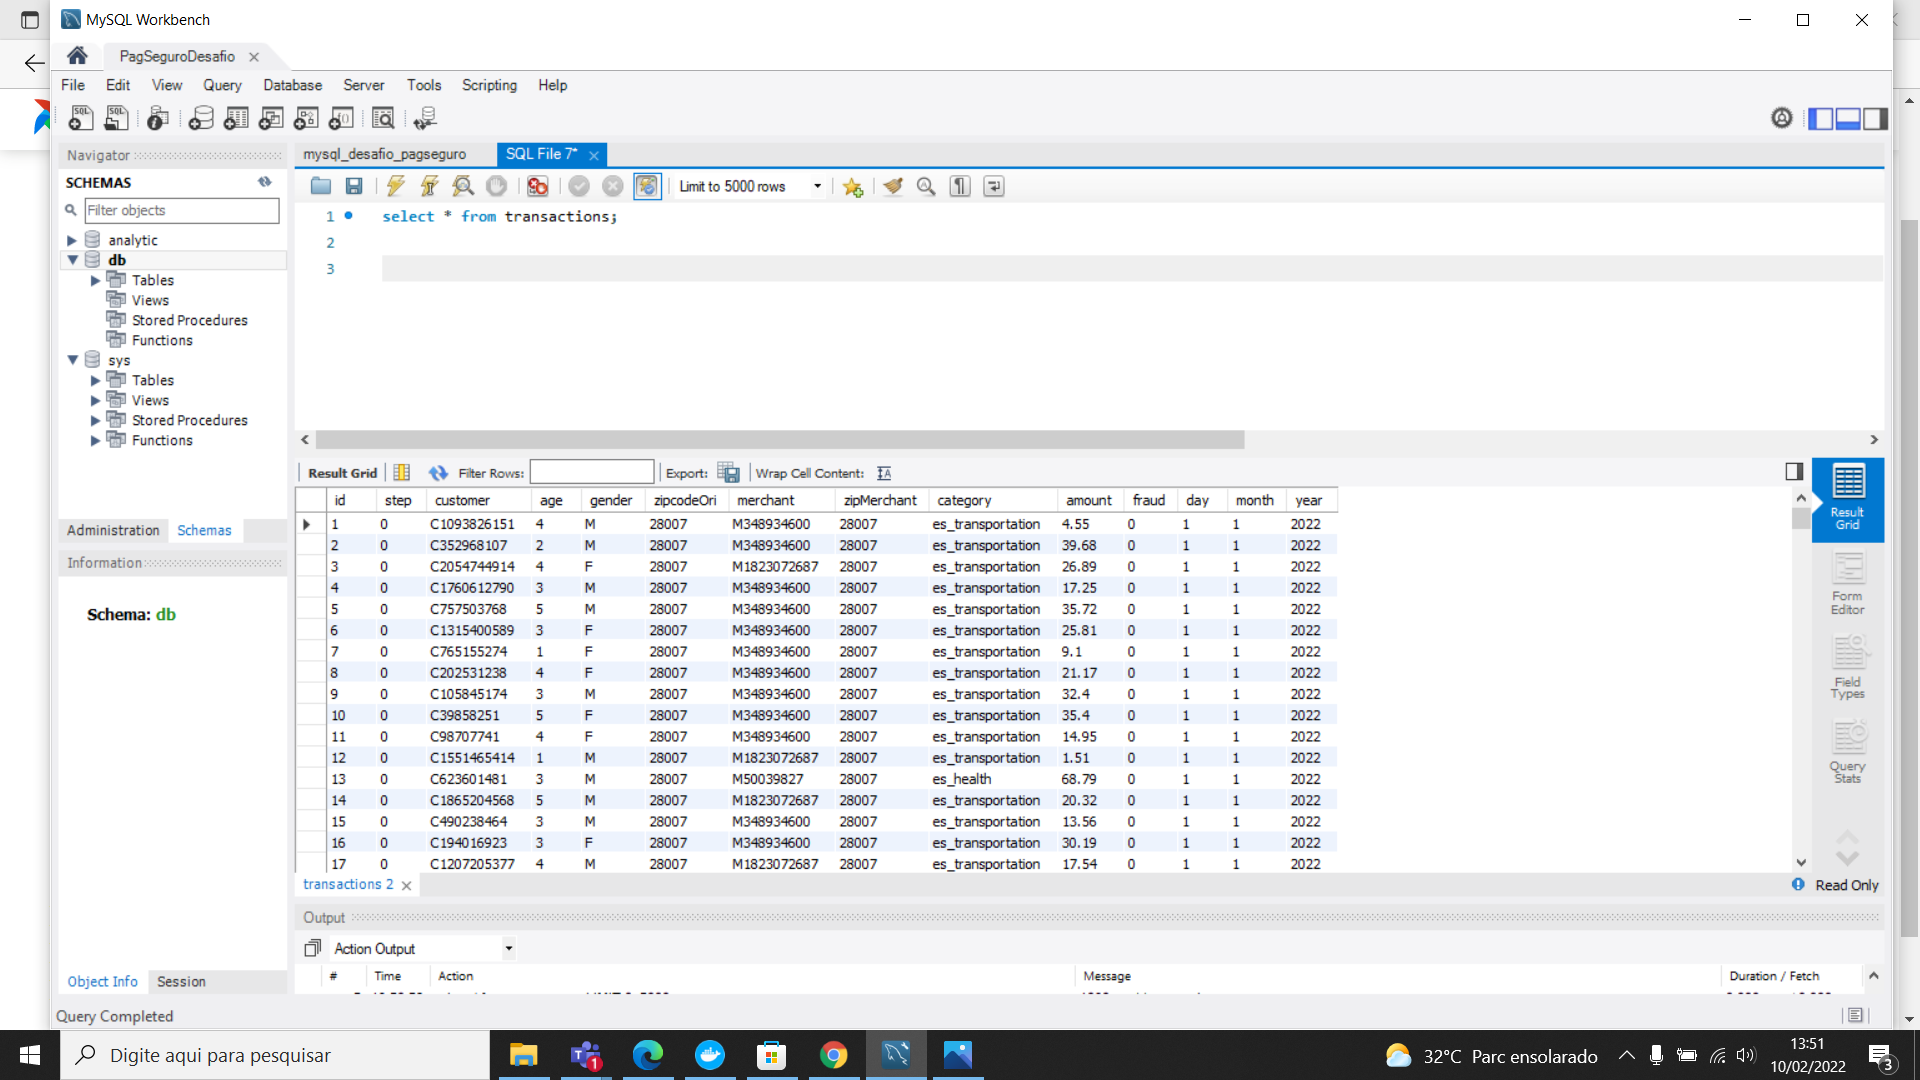 MySQL Workbench
PagSeguroDesafio
File Edit View Query Database Server Tools Scripting Help
Navigator
SCHEMAS
Filter objects
analytic
db
Tables
Views
Stored Procedures
Functions
sys
Tables
Views
Stored Procedures
Functions
Administration Schemas
Information
Schema: db
Object Info Session
mysql_desafio_pagseguro SQL File 7*
Limit to 5000 rows
1 select * from transactions;
2
3
Result Grid Filter Rows: Export: Wrap Cell Content:
id step customer age gender zipcodeOri merchant zipMerchant category amount fraud day month year
1 0 C1093826151 4 M 28007 M348934600 28007 es_transportation 4.55 0 1 1 2022
2 0 C352968107 2 M 28007 M348934600 28007 es_transportation 39.68 0 1 1 2022
3 0 C2054744914 4 F 28007 M1823072687 28007 es_transportation 26.89 0 1 1 2022
4 0 C1760612790 3 M 28007 M348934600 28007 es_transportation 17.25 0 1 1 2022
5 0 C757503768 5 M 28007 M348934600 28007 es_transportation 35.72 0 1 1 2022
6 0 C1315400589 3 F 28007 M348934600 28007 es_transportation 25.81 0 1 1 2022
7 0 C765155274 1 F 28007 M348934600 28007 es_transportation 9.1 0 1 1 2022
8 0 C202531238 4 F 28007 M348934600 28007 es_transportation 21.17 0 1 1 2022
9 0 C105845174 3 M 28007 M348934600 28007 es_transportation 32.4 0 1 1 2022
10 0 C39858251 5 F 28007 M348934600 28007 es_transportation 35.4 0 1 1 2022
11 0 C98707741 4 F 28007 M348934600 28007 es_transportation 14.95 0 1 1 2022
12 0 C1551465414 1 M 28007 M1823072687 28007 es_transportation 1.51 0 1 1 2022
13 0 C623601481 3 M 28007 M50039827 28007 es_health 68.79 0 1 1 2022
14 0 C1865204568 5 M 28007 M1823072687 28007 es_transportation 20.32 0 1 1 2022
15 0 C490238464 3 M 28007 M348934600 28007 es_transportation 13.56 0 1 1 2022
16 0 C194016923 3 F 28007 M348934600 28007 es_transportation 30.19 0 1 1 2022
17 0 C1207205377 4 M 28007 M1823072687 28007 es_transportation 17.54 0 1 1 2022
Result Grid
Form Editor
Field Types
Query Stats
transactions 2
Read Only
Output
Action Output
# Time Action Message Duration / Fetch
Query Completed
Digite aqui para pesquisar
1
32°C Parc ensolarado
13:51
10/02/2022
3